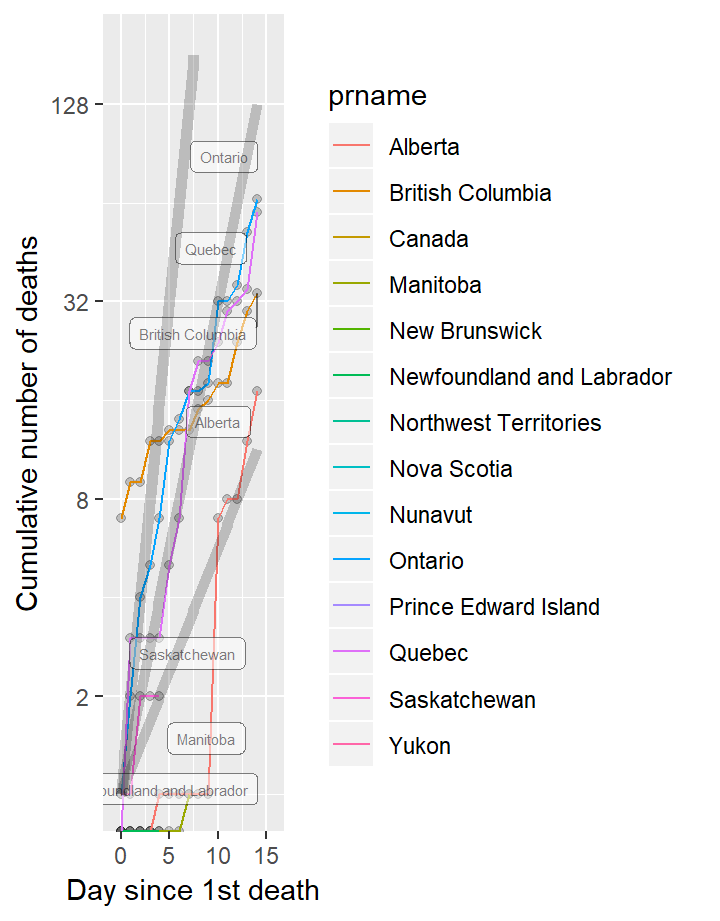 prname
Alberta
British Columbia
Canada
Manitoba
New Brunswick
Newfoundland and Labrador
Northwest Territories
Nova Scotia
Nunavut
Ontario
Prince Edward Island
Quebec
Saskatchewan
Yukon
Cumulative number of deaths
128
32
8
2
Ontario
Quebec
British Columbia
Alberta
Saskatchewan
Manitoba
oundland and Labrador
0 5 10 15
Day since 1st death